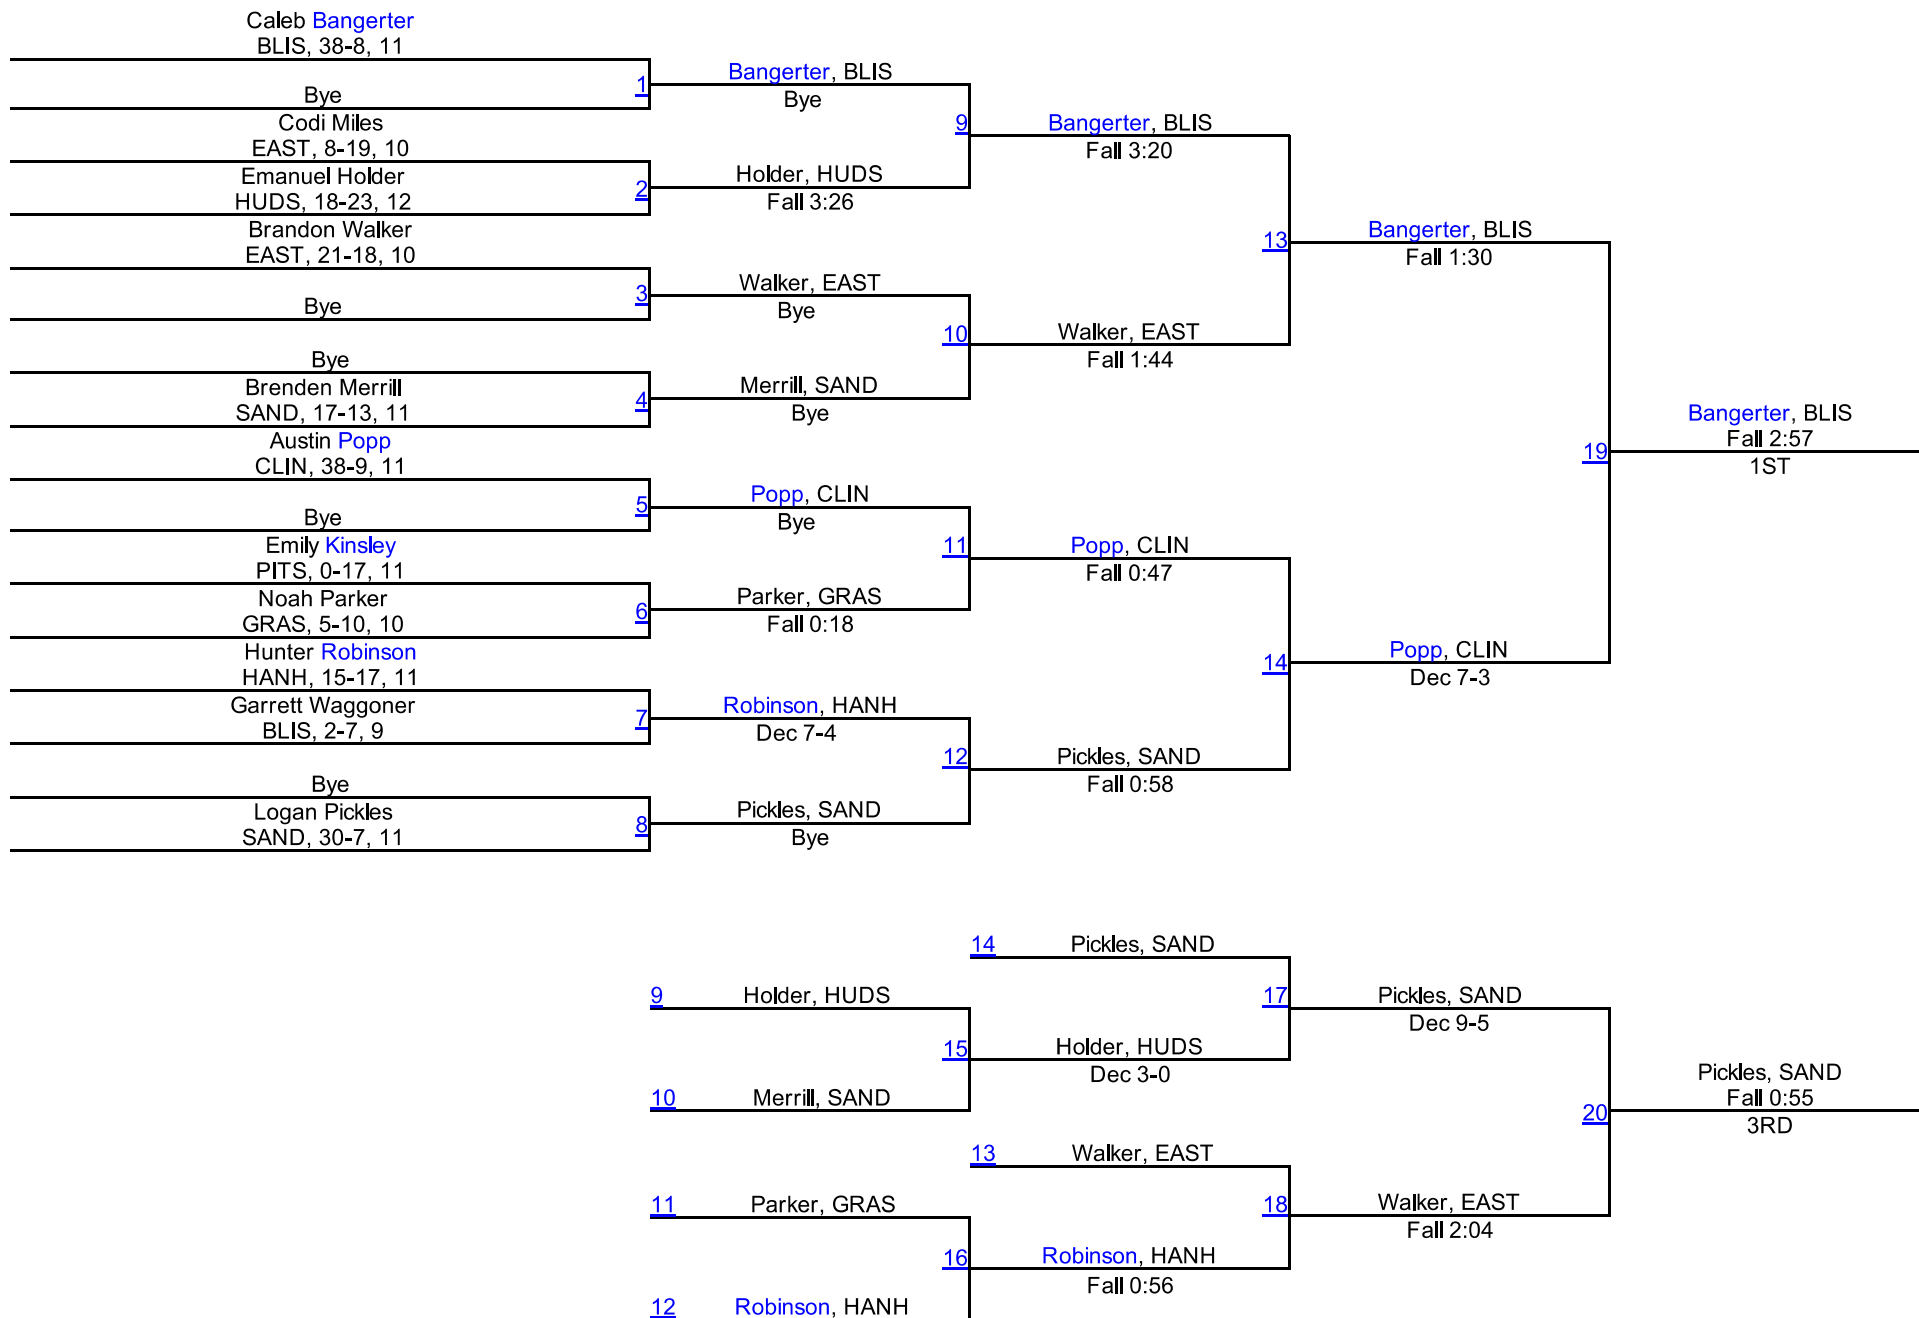 Caleb Bangerter
BLIS, 38-8, 11
Bye
1
Codi Miles
EAST, 8-19, 10
Emanuel Holder
HUDS, 18-23, 12
2
Brandon Walker
EAST, 21-18, 10
Bye
3
Bye
Brenden Merrill
SAND, 17-13, 11
4
Austin Popp
CLIN, 38-9, 11
Bye
5
Emily Kinsley
PITS, 0-17, 11
Noah Parker
GRAS, 5-10, 10
6
Hunter Robinson
HANH, 15-17, 11
Garrett Waggoner
BLIS, 2-7, 9
7
Bye
Logan Pickles
SAND, 30-7, 11
8
Bangerter, BLIS
Bye
9
Holder, HUDS
Fall 3:26
Walker, EAST
Bye
10
Merrill, SAND
Bye
Popp, CLIN
Bye
11
Parker, GRAS
Fall 0:18
Robinson, HANH
Dec 7-4
12
Pickles, SAND
Bye
Bangerter, BLIS
Fall 3:20
13
Walker, EAST
Fall 1:44
Popp, CLIN
Fall 0:47
14
Pickles, SAND
Fall 0:58
Bangerter, BLIS
Fall 1:30
19
Popp, CLIN
Dec 7-3
Bangerter, BLIS
Fall 2:57
1ST
14 Pickles, SAND
9 Holder, HUDS
17
Pickles, SAND
Dec 9-5
15
Holder, HUDS
Dec 3-0
10 Merrill, SAND
20
Pickles, SAND
Fall 0:55
3RD
13 Walker, EAST
11 Parker, GRAS
18
Walker, EAST
Fall 2:04
16
Robinson, HANH
Fall 0:56
12 Robinson, HANH